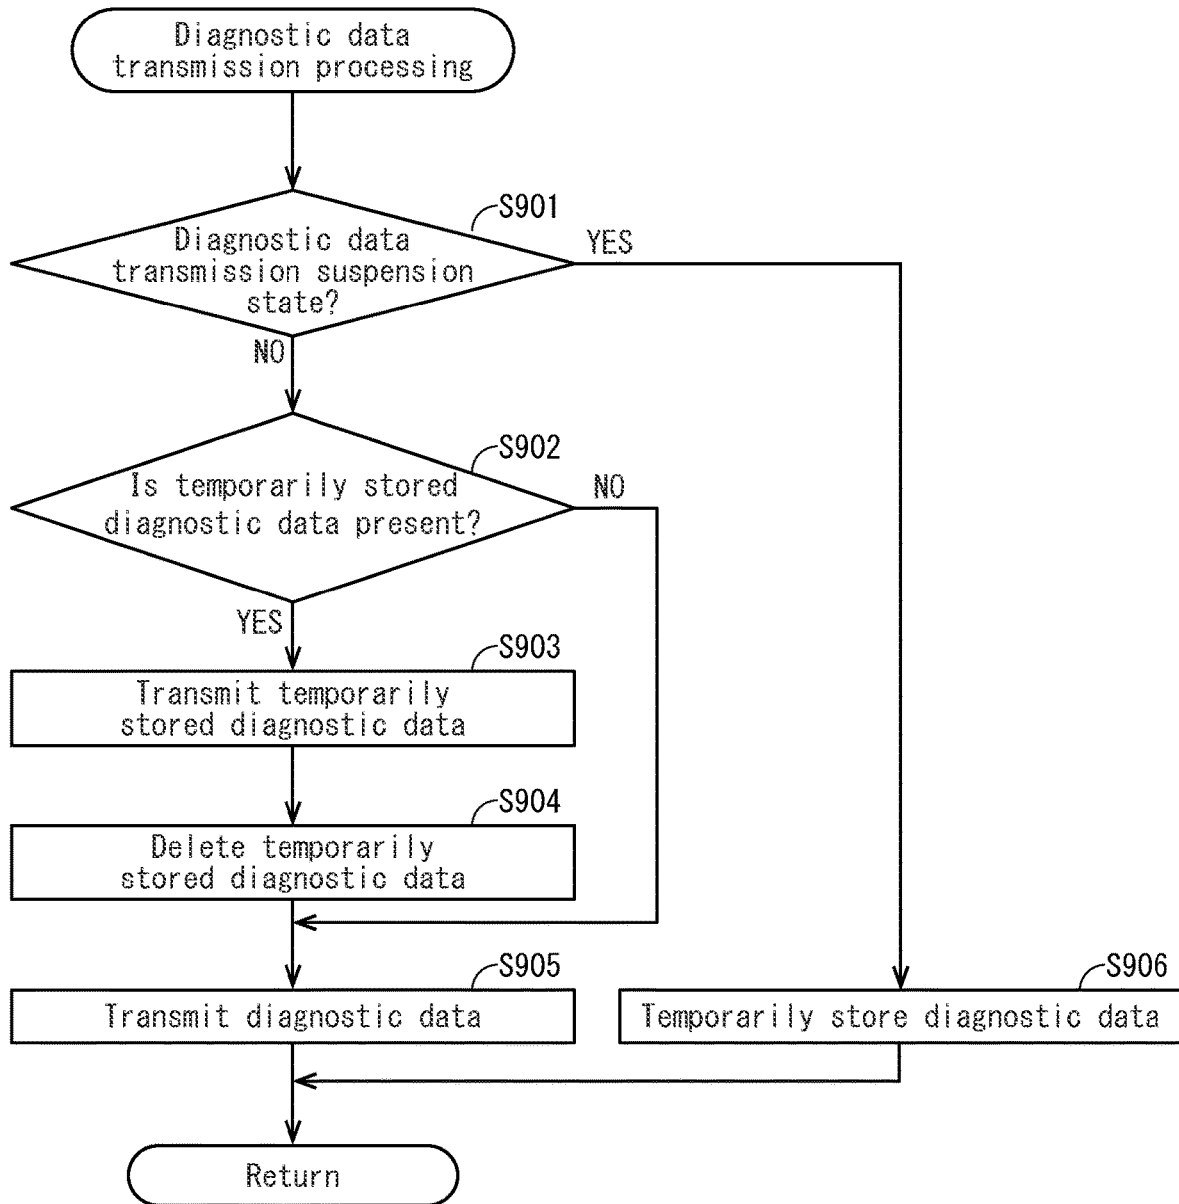 Diagnostic data
transmission processing
S901
Diagnostic data
transmission suspension
state?
YES
NO
S902
Is temporarily stored
diagnostic data present?
NO
YES
S903
Transmit temporarily
stored diagnostic data
S904
Delete temporarily
stored diagnostic data
S905
Transmit diagnostic data
S906
Temporarily store diagnostic data
Return